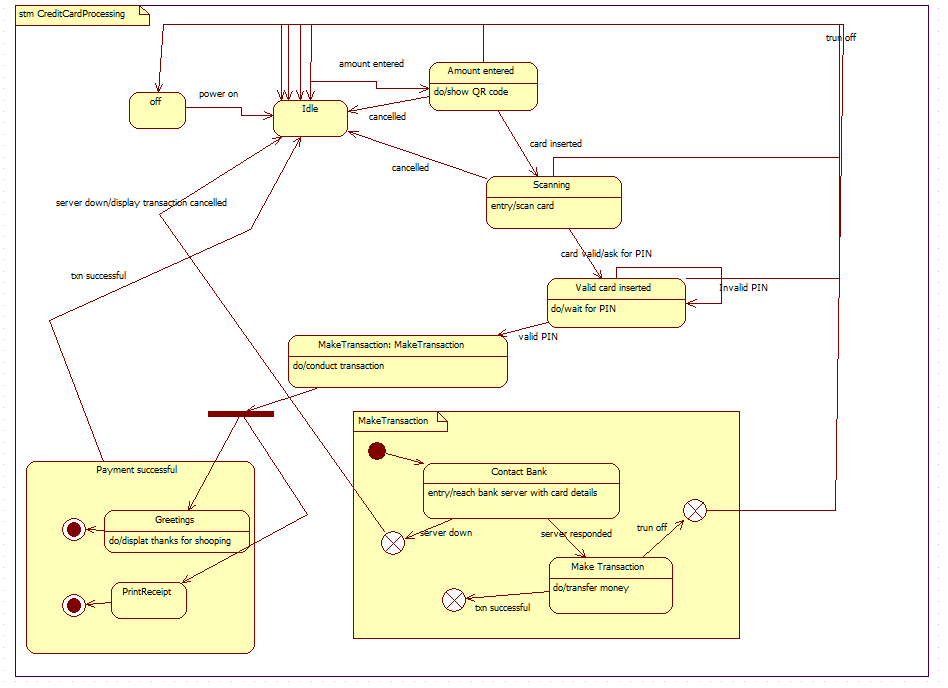 stm CreditCardProcessing
trun off
amount entered
Amount entered
do/show QR code
off
power on
Idle
cancelled
card inserted
cancelled
Scanning
entry/scan card
server down/display transaction cancelled
card valid/ask for PIN
txn successful
Valid card inserted
Invalid PIN
do/wait for PIN
valid PIN
MakeTransaction: MakeTransaction
do/conduct transaction
MakeTransaction
Payment successful
Contact Bank
entry/reach bank server with card details
Greetings
do/displat thanks for shooping
server down
server responded
trun off
Make Transaction
do/transfer money
PrintReceipt
txn successful